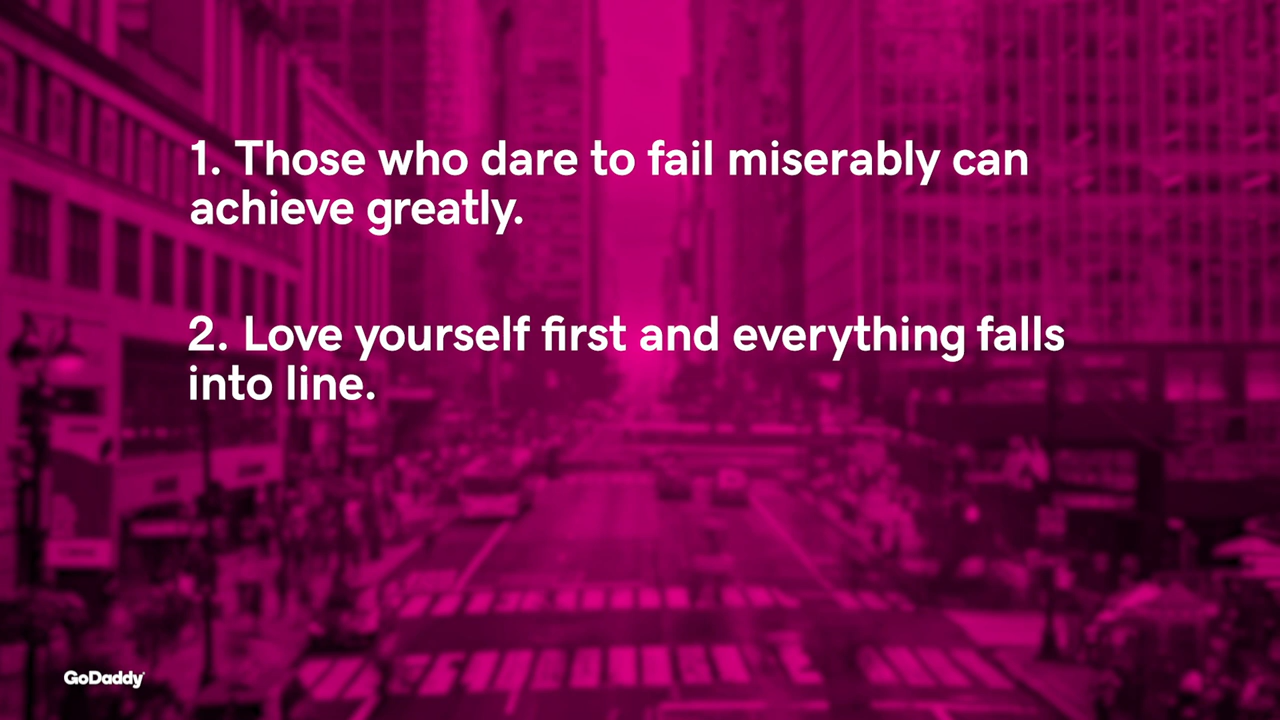 1. Those who dare to fail miserably can
achieve greatly.
2. Love yourself first and everything falls
into line.
GoDaddy